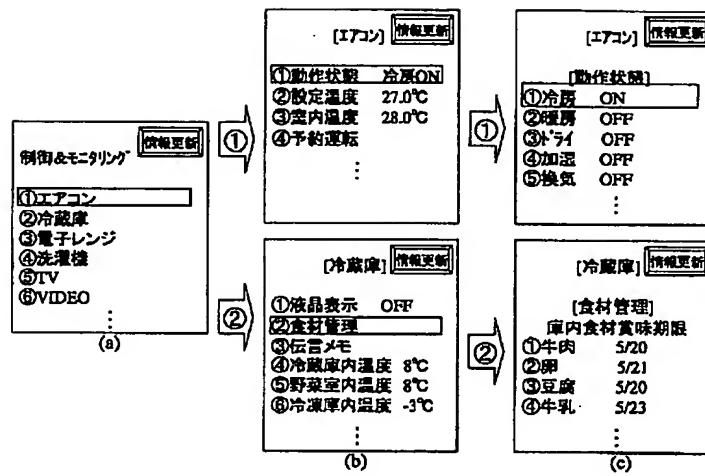 制御&モニタリング 情報更新
①エアコン
②冷蔵庫
③電子レンジ
④洗濯機
⑤TV
⑥VIDEO
⋮
(a)
①
②
[エアコン] 情報更新
①動作状態 冷房ON
②設定温度 27.0℃
③室内温度 28.0℃
④予約運転
⋮
[冷蔵庫] 情報更新
①液晶表示 OFF
②食材管理
③伝言メモ
④冷蔵庫内温度 8℃
⑤野菜室内温度 8℃
⑥冷凍庫内温度 -3℃
⋮
(b)
①
②
[エアコン] 情報更新
[動作状態]
①冷房 ON
②暖房 OFF
③ドライ OFF
④加湿 OFF
⑤換気 OFF
⋮
[冷蔵庫] 情報更新
[食材管理]
庫内食材賞味期限
①牛肉 5/20
②卵 5/21
③豆腐 5/20
④牛乳 5/23
⋮
(c)